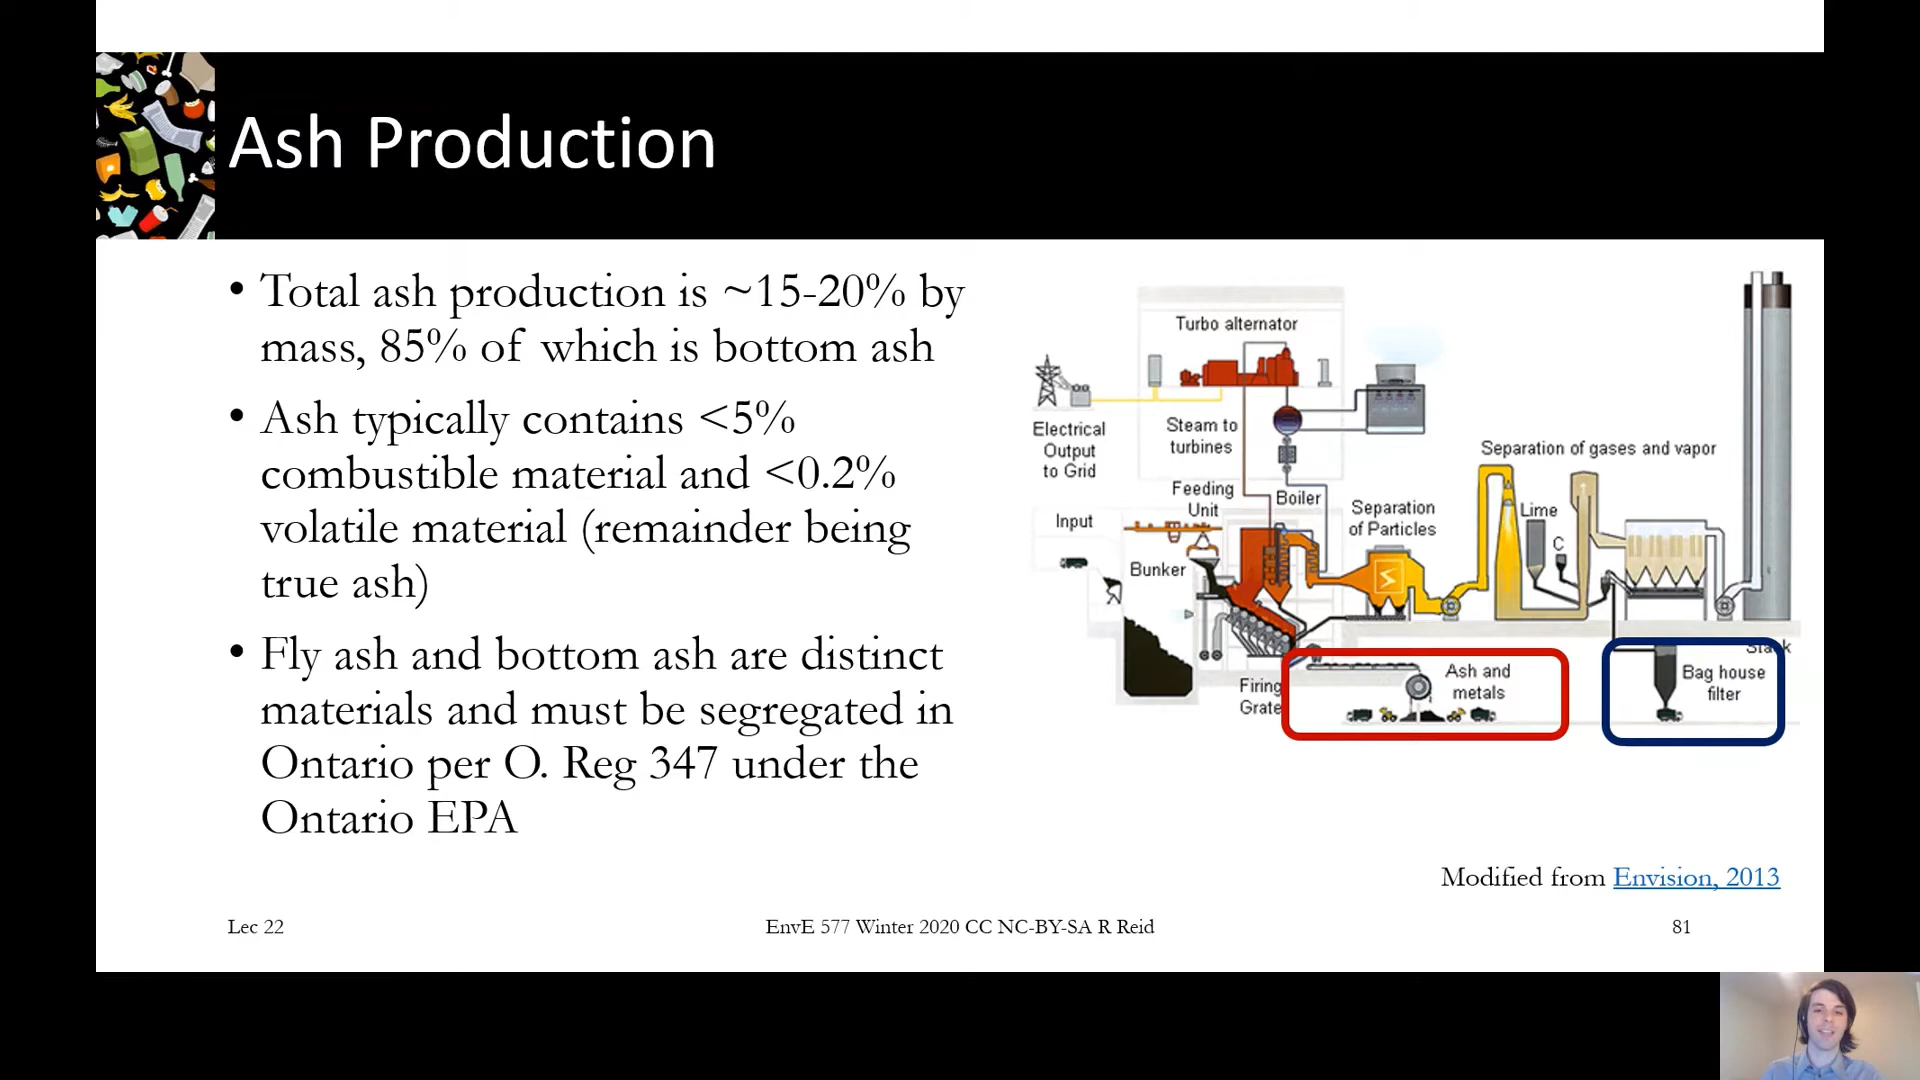 Ash Production
• Total ash production is ~15-20% by
mass, 85% of which is bottom ash
• Ash typically contains <5%
combustible material and <0.2%
volatile material (remainder being
true ash)
• Fly ash and bottom ash are distinct
materials and must be segregated in
Ontario per O. Reg 347 under the
Ontario EPA
Turbo alternator
Electrical
Output
to Grid
Steam to
turbines
Feeding
Unit
Boiler
Input
Bunker
Separation
of Particles
Separation of gases and vapor
Lime
C
Firing
Grate
Ash and
metals
Stack
Bag house
filter
Modified from Envision, 2013
Lec 22
EnvE 577 Winter 2020 CC NC-BY-SA R Reid
81